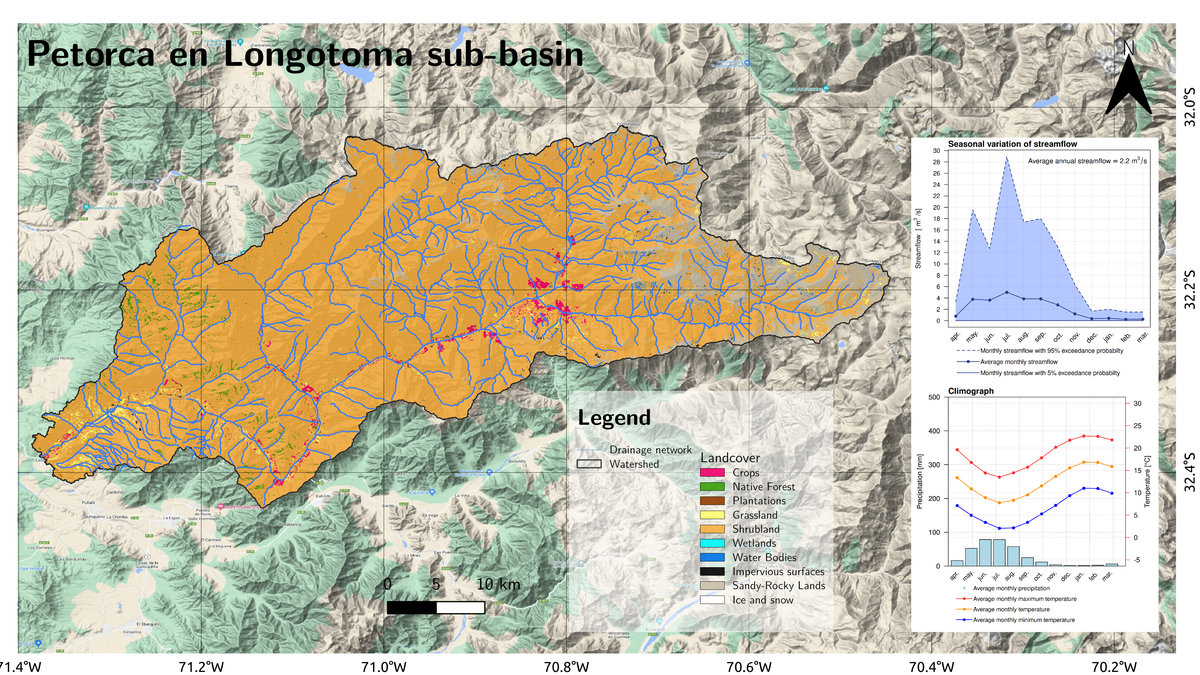 Petorca en Longotoma sub-basin
N
32.0°S
32.2°S
32.4°S
Seasonal variation of streamflow
Average annual streamflow = 2.2 m³/s
Streamflow [ m³ /s]
30
28
26
24
22
20
18
16
14
12
10
8
6
4
2
0
apr. may. jun. jul. aug. sep. oct. nov. dec. jan. feb. mar.
Monthly streamflow with 95% exceedance probabilty
Average monthly streamflow
Monthly streamflow with 5% exceedance probabilty
Climograph
Precipitation [mm]
500
400
300
200
100
0
Temperature [°C]
30
25
20
15
10
5
0
-5
apr. may. jun. jul. aug. sep. oct. nov. dec. jan. feb. mar.
Average monthly precipitation
Average monthly maximum temperature
Average monthly temperature
Average monthly minimum temperature
Legend
Drainage network
Watershed
Landcover
Crops
Native Forest
Plantations
Grassland
Shrubland
Wetlands
Water Bodies
Impervious surfaces
Sandy-Rocky Lands
Ice and snow
0 5 10 km
71.4°W 71.2°W 71.0°W 70.8°W 70.6°W 70.4°W 70.2°W